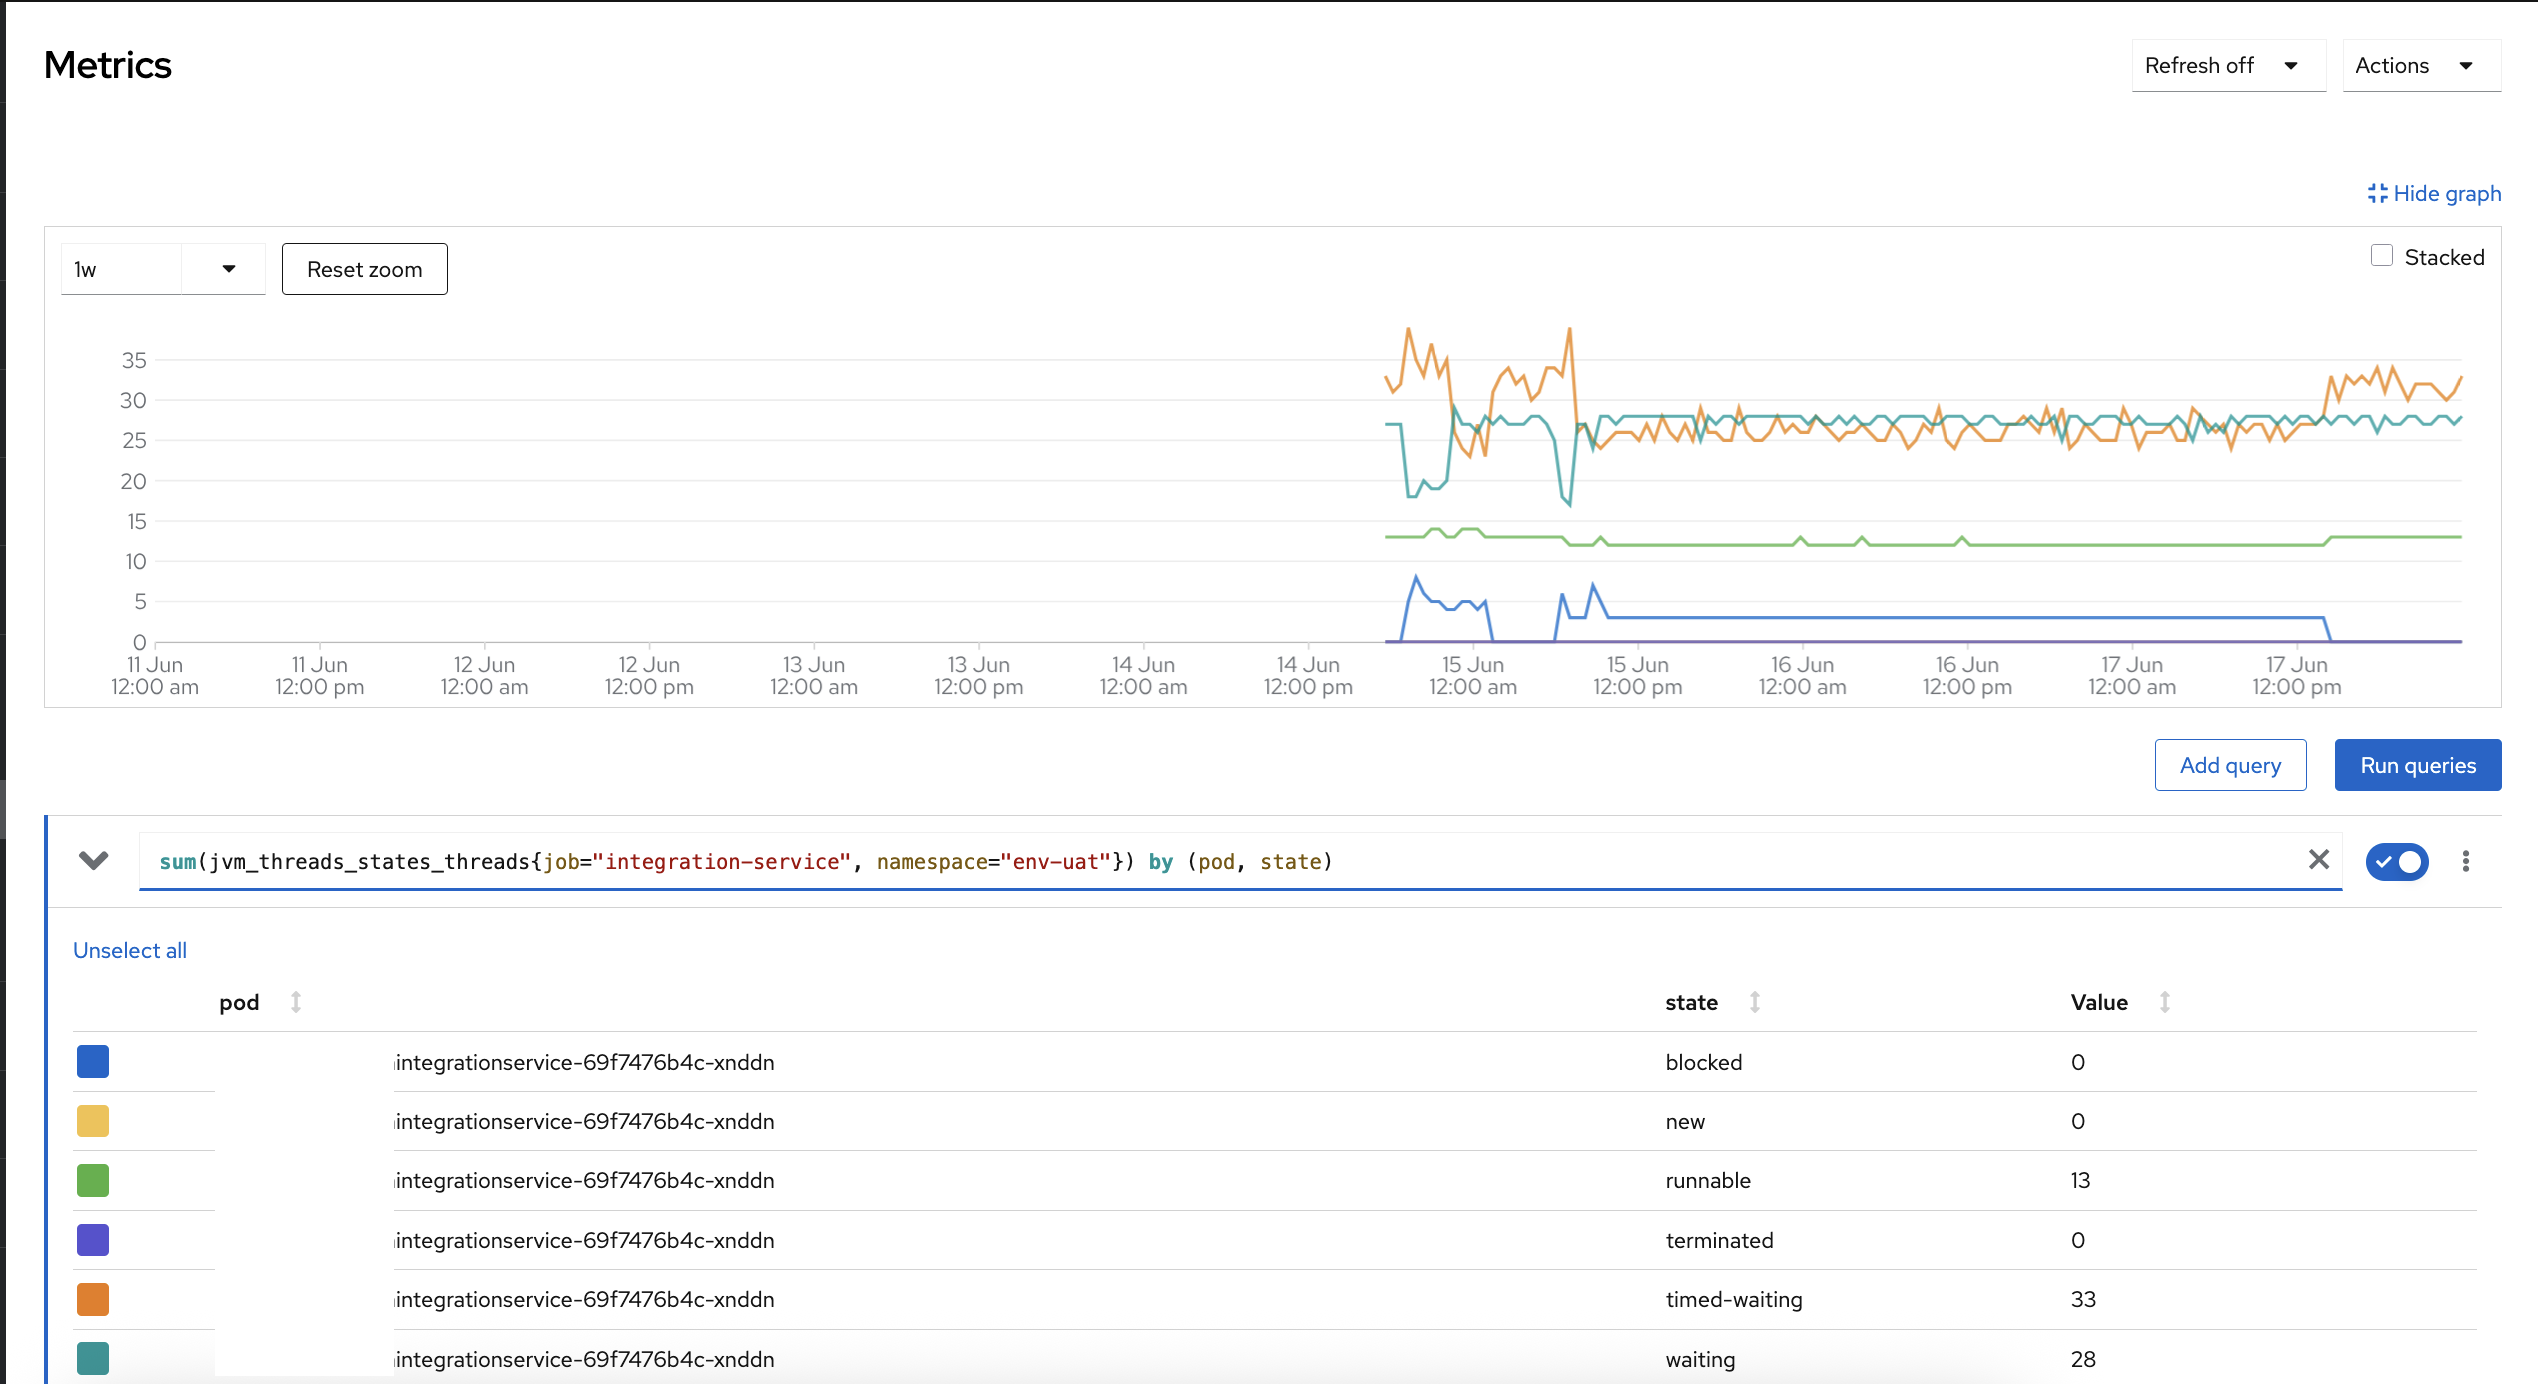 Metrics
Refresh off
Actions
Hide graph
1w
Reset zoom
Stacked
35
30
25
20
15
10
5
0
11 Jun 12:00 am
11 Jun 12:00 pm
12 Jun 12:00 am
12 Jun 12:00 pm
13 Jun 12:00 am
13 Jun 12:00 pm
14 Jun 12:00 am
14 Jun 12:00 pm
15 Jun 12:00 am
15 Jun 12:00 pm
16 Jun 12:00 am
16 Jun 12:00 pm
17 Jun 12:00 am
17 Jun 12:00 pm
Add query
Run queries
sum(jvm_threads_states_threads{job="integration-service", namespace="env-uat"}) by (pod, state)
Unselect all
pod state Value
integrationservice-69f7476b4c-xnddn blocked 0
integrationservice-69f7476b4c-xnddn new 0
integrationservice-69f7476b4c-xnddn runnable 13
integrationservice-69f7476b4c-xnddn terminated 0
integrationservice-69f7476b4c-xnddn timed-waiting 33
integrationservice-69f7476b4c-xnddn waiting 28